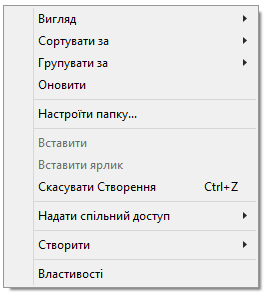 Вигляд
Сортувати за
Групувати за
Оновити
Настроїти папку...
Вставити
Вставити ярлик
Скасувати Створення Ctrl+Z
Надати спільний доступ
Створити
Властивості